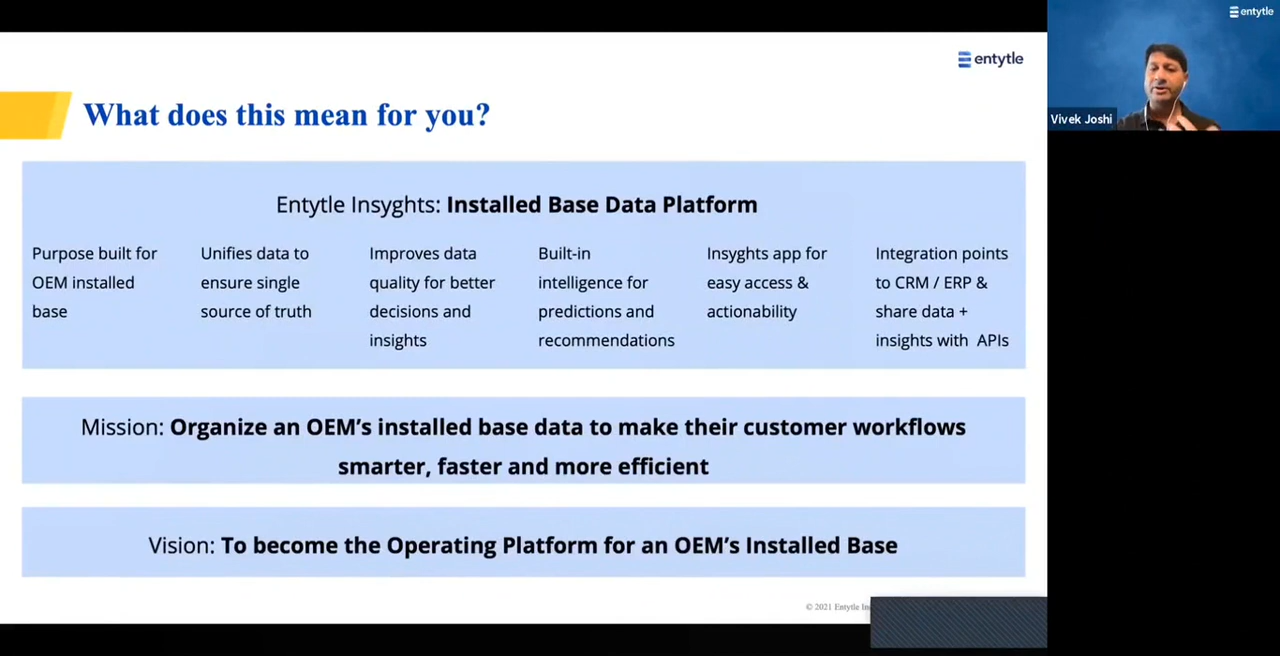 entytle
What does this mean for you?
Entytle Insyghts: Installed Base Data Platform
Purpose built for
OEM installed
base
Unifies data to
ensure single
source of truth
Improves data
quality for better
decisions and
insights
Built-in
intelligence for
predictions and
recommendations
Insyghts app for
easy access &
actionability
Integration points
to CRM / ERP &
share data +
insights with APIs
Mission: Organize an OEM's installed base data to make their customer workflows
smarter, faster and more efficient
Vision: To become the Operating Platform for an OEM's Installed Base
© 2021 Entytle
entytle
Vivek Joshi